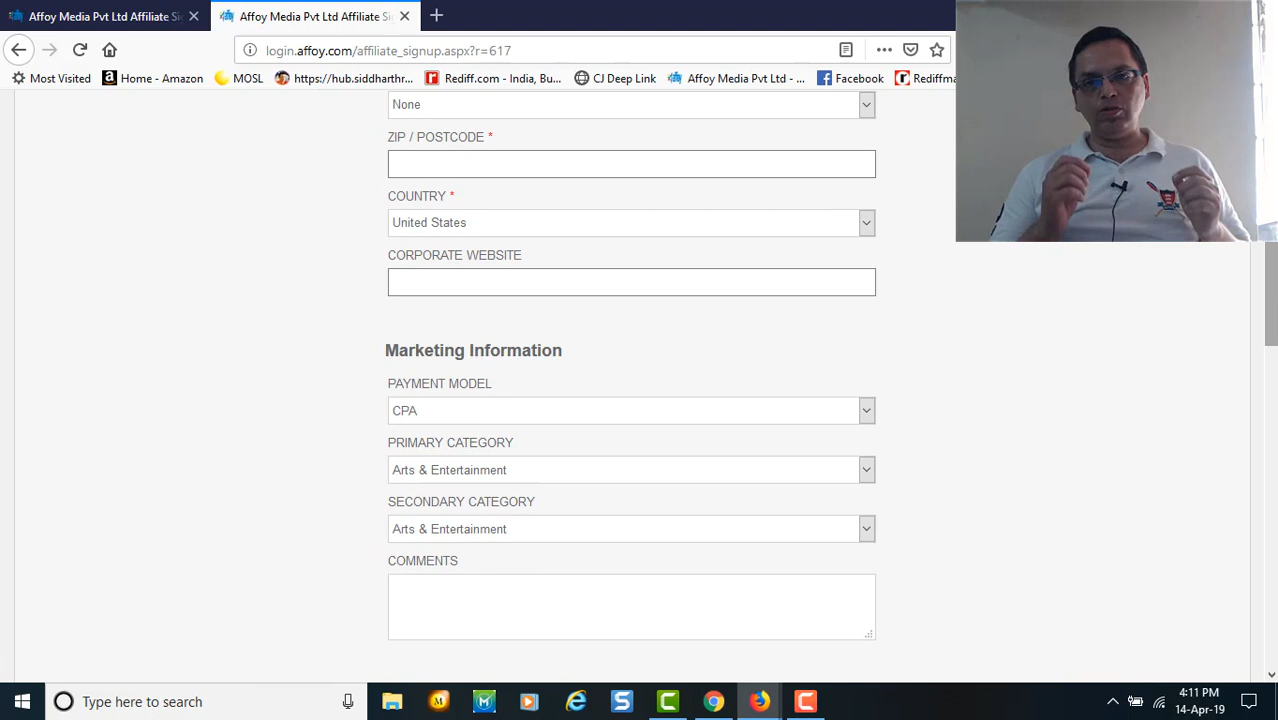 Affoy Media Pvt Ltd Affiliate Si
Affoy Media Pvt Ltd Affiliate Si
login.affoy.com/affiliate_signup.aspx?r=617
Most Visited
Home - Amazon
MOSL
https://hub.siddharthr...
Rediff.com - India, Bu...
CJ Deep Link
Affoy Media Pvt Ltd - ...
Facebook
Rediffma
None
ZIP / POSTCODE *
COUNTRY *
United States
CORPORATE WEBSITE
Marketing Information
PAYMENT MODEL
CPA
PRIMARY CATEGORY
Arts & Entertainment
SECONDARY CATEGORY
Arts & Entertainment
COMMENTS
Type here to search
4:11 PM
14-Apr-19